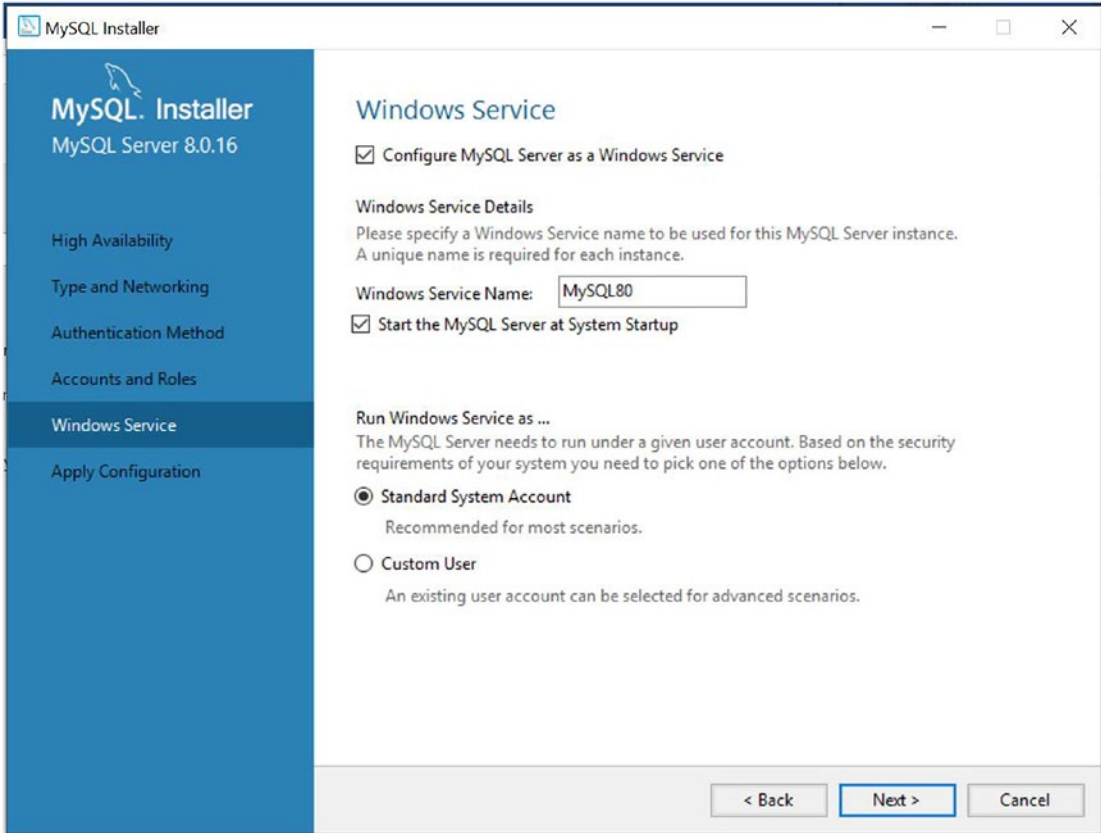 MySQL Installer
MySQL. Installer
MySQL Server 8.0.16
High Availability
Type and Networking
Authentication Method
Accounts and Roles
Windows Service
Apply Configuration
Windows Service
Configure MySQL Server as a Windows Service
Windows Service Details
Please specify a Windows Service name to be used for this MySQL Server instance.
A unique name is required for each instance.
Windows Service Name: MySQL80
Start the MySQL Server at System Startup
Run Windows Service as ...
The MySQL Server needs to run under a given user account. Based on the security
requirements of your system you need to pick one of the options below.
Standard System Account
Recommended for most scenarios.
Custom User
An existing user account can be selected for advanced scenarios.
< Back Next > Cancel